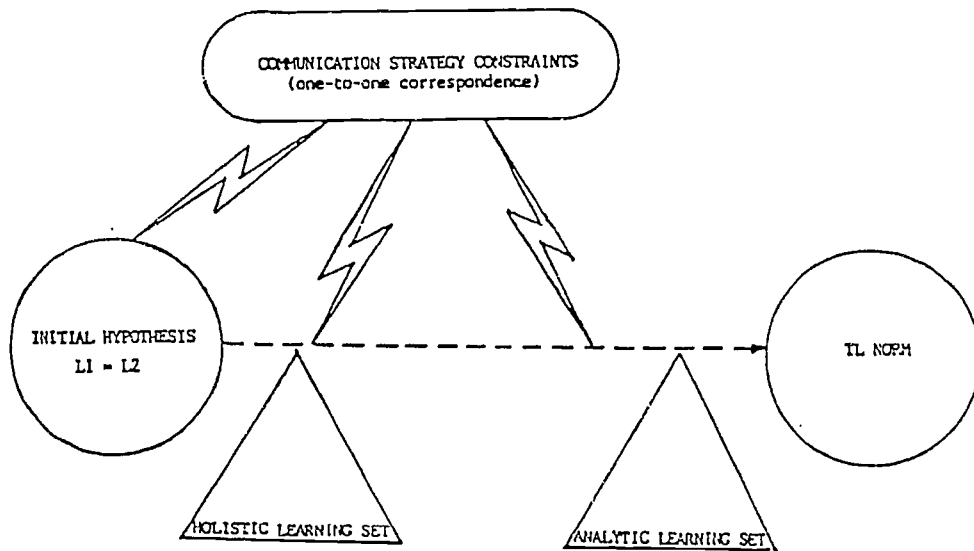 COMMUNICATION STRATEGY CONSTRAINTS
(one-to-one correspondence)
INITIAL HYPOTHESIS
L1 = L2
TL NORM
HOLISTIC LEARNING SET
ANALYTIC LEARNING SET